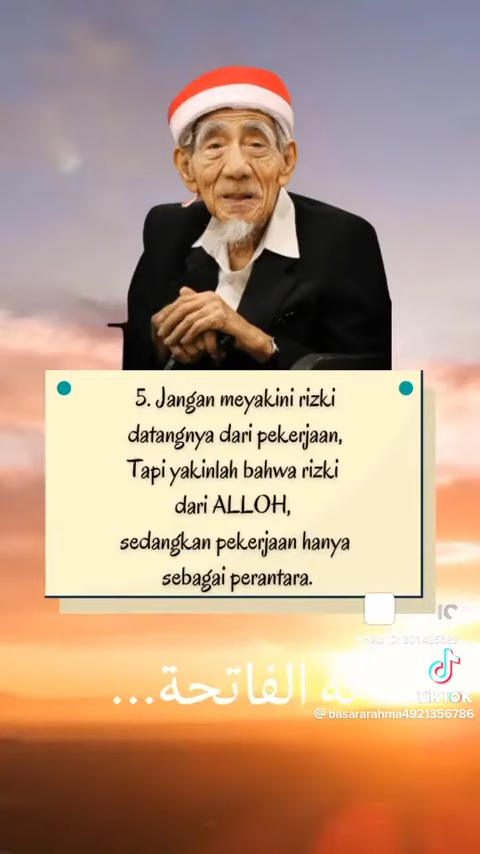 5. Jangan meyakini rizki
datangnya dari pekerjaan,
Tapi yakinlah bahwa rizki
dari ALLOH,
sedangkan pekerjaan hanya
sebagai perantara.
الفاتحة...
TikTok
@basararahma4921356786